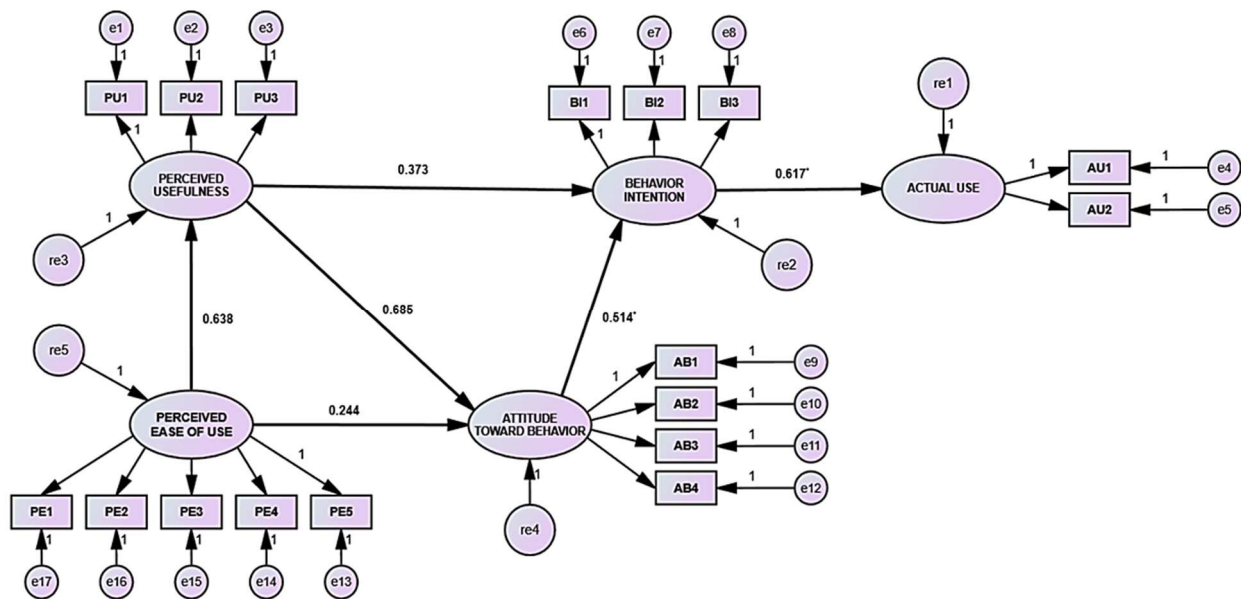 e1 e2 e3 e6 e7 e8
1 1 1 1 1 1
re1
PU1 PU2 PU3 BI1 BI2 BI3
1 1 1
AU1 1 e4
PERCEIVED
USEFULNESS
0.373
BEHAVIOR
INTENTION
0.617*
ACTUAL USE
1
AU2 1 e5
1
re3
1
re2
0.638
0.685
0.514*
re5
1
1
AB1 1 e9
PERCEIVED
EASE OF USE
0.244
ATTITUDE
TOWARD BEHAVIOR
AB2 1 e10
AB3 1 e11
1
1
AB4 1 e12
PE1 PE2 PE3 PE4 PE5
re4
1 1 1 1 1
e17 e16 e15 e14 e13